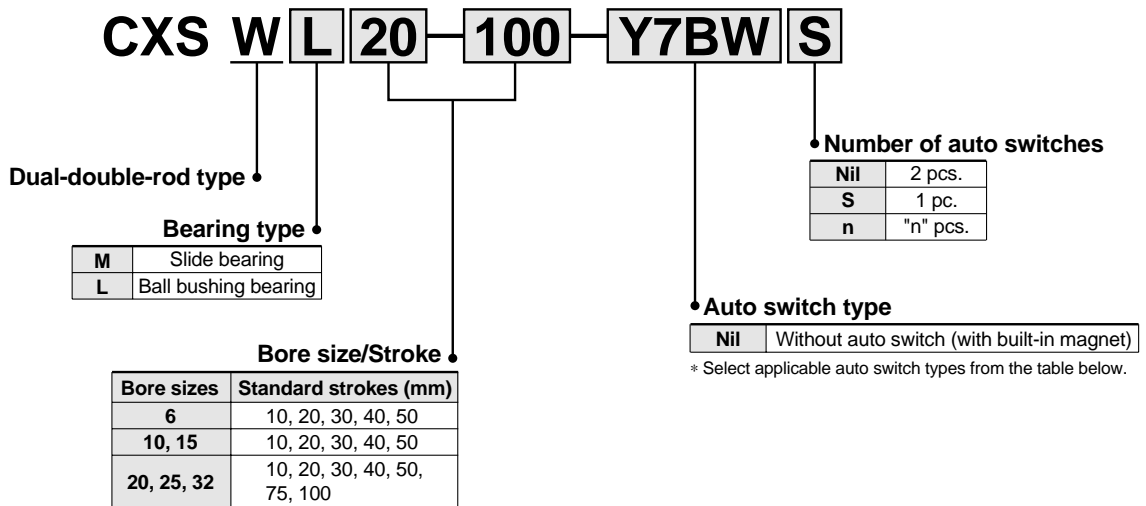 CXS W L 20 — 100 — Y7BW S
Number of auto switches
Nil 2 pcs.
S 1 pc.
n "n" pcs.
Dual-double-rod type
Bearing type
M Slide bearing
L Ball bushing bearing
Auto switch type
Nil Without auto switch (with built-in magnet)
∗ Select applicable auto switch types from the table below.
Bore size/Stroke
Bore sizes Standard strokes (mm)
6 10, 20, 30, 40, 50
10, 15 10, 20, 30, 40, 50
20, 25, 32 10, 20, 30, 40, 50,
75, 100